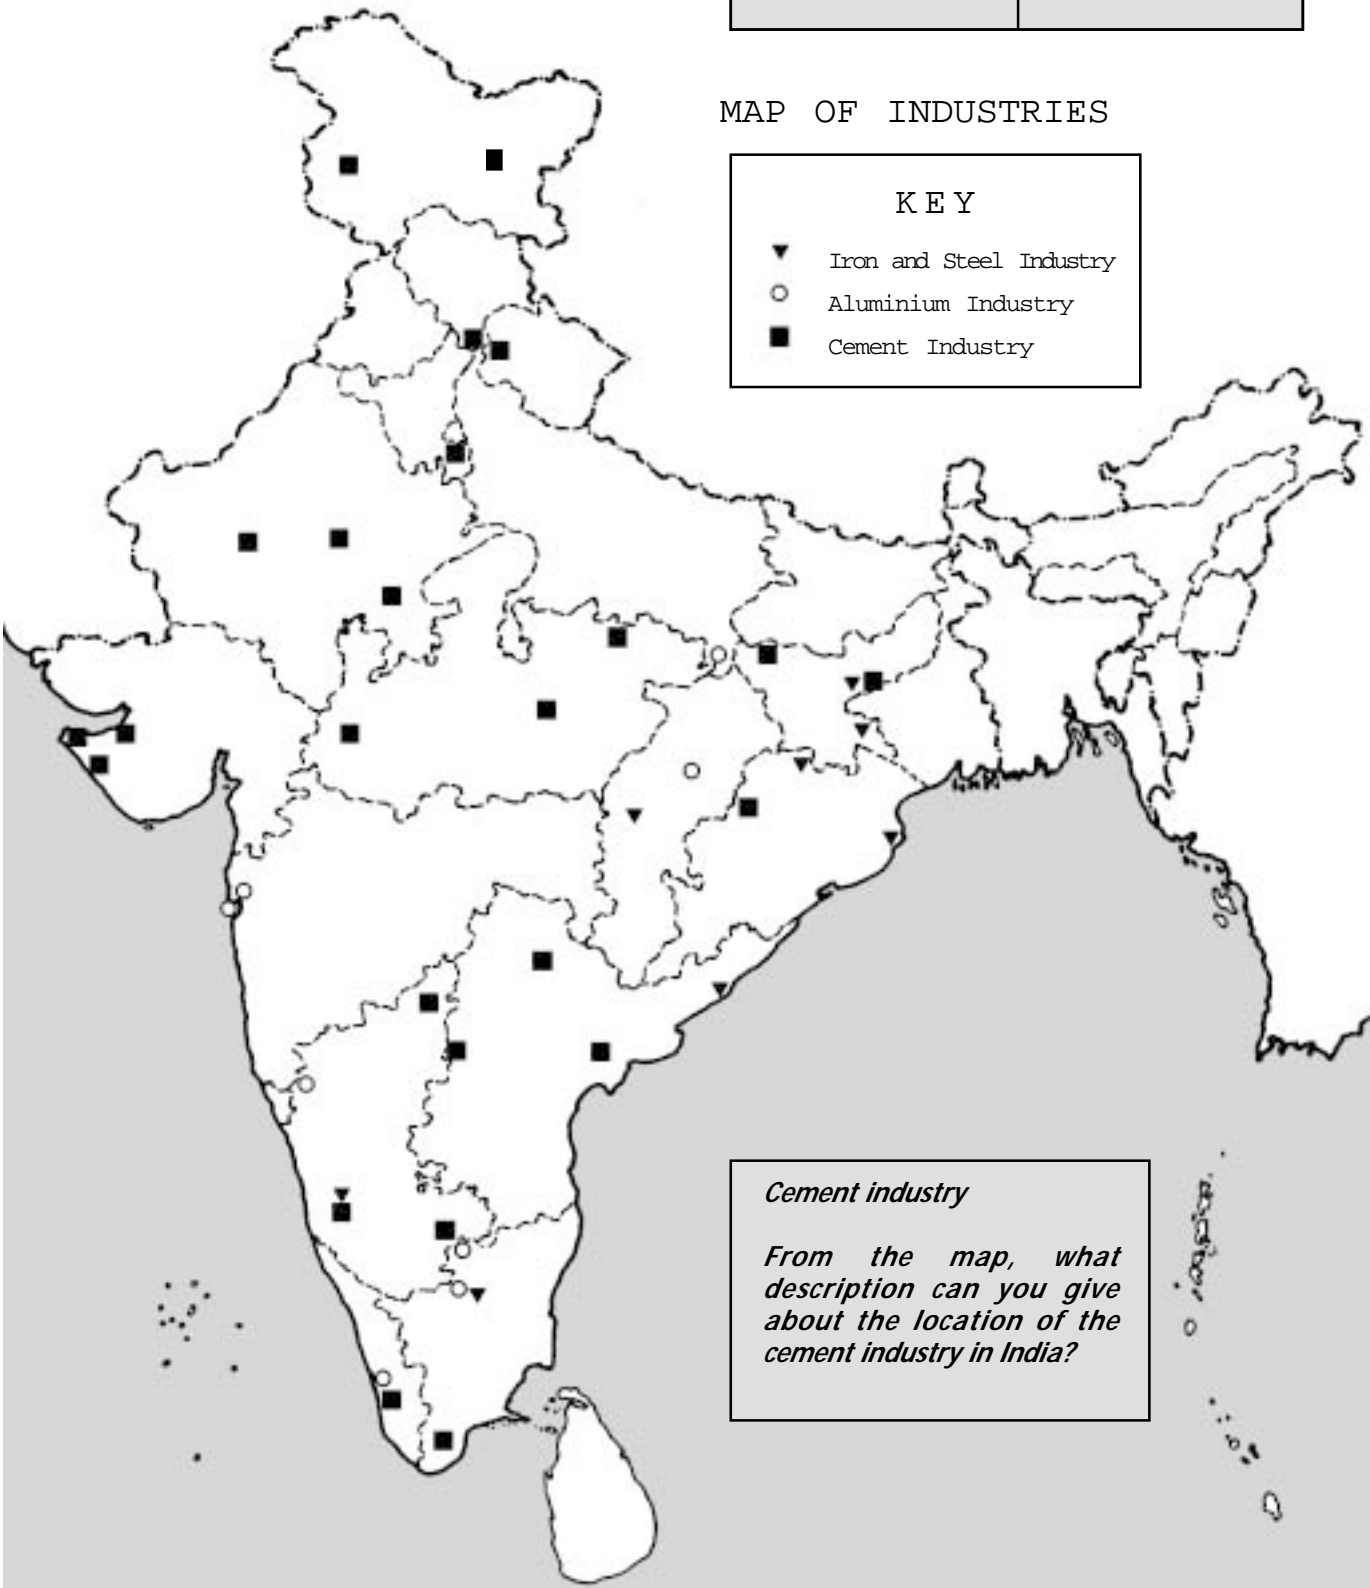 MAP OF INDUSTRIES
KEY
Iron and Steel Industry
Aluminium Industry
Cement Industry
Cement industry
From the map, what
description can you give
about the location of the
cement industry in India?